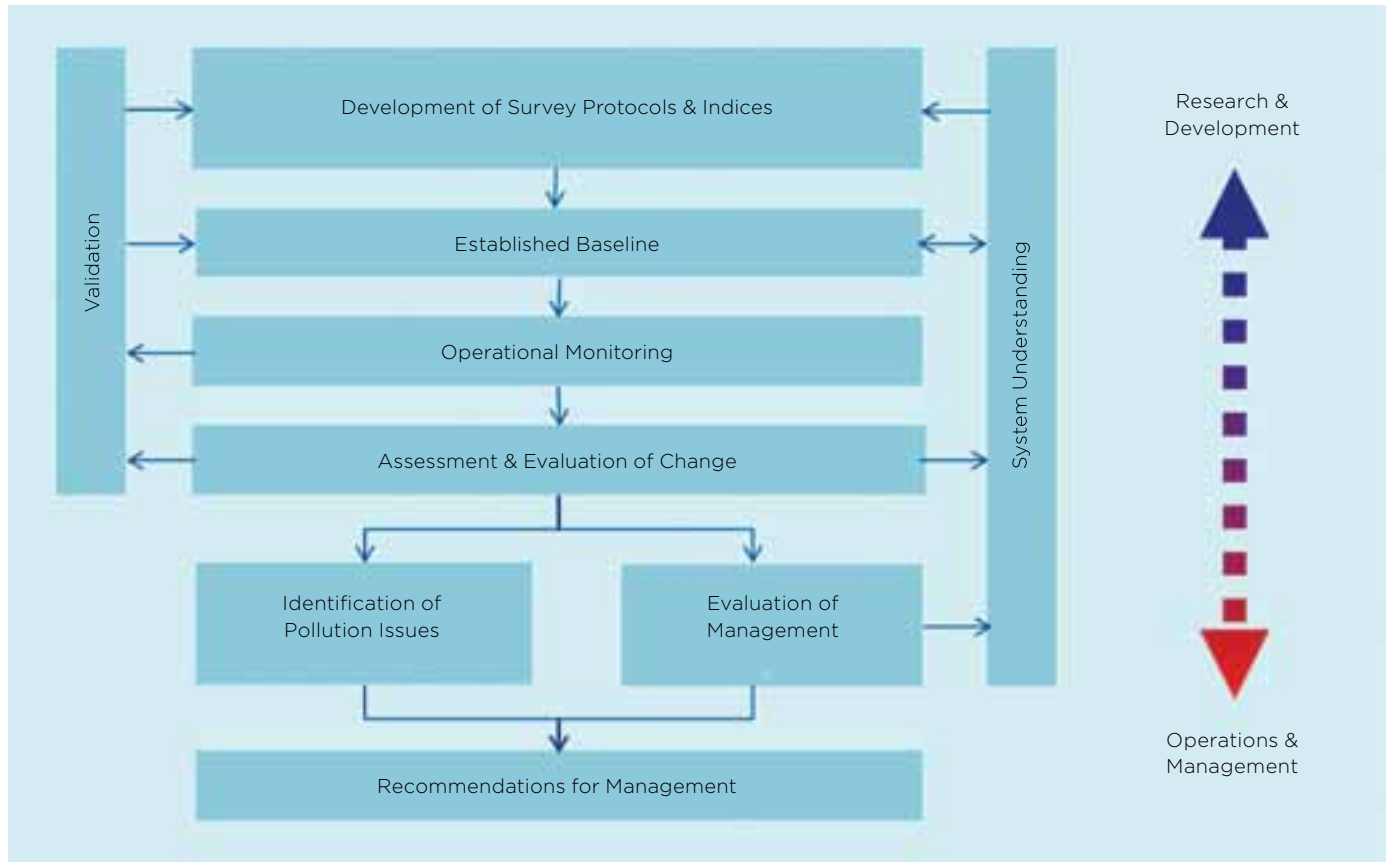 Development of Survey Protocols & Indices
Research &
Development
Validation
Established Baseline
System Understanding
Operational Monitoring
Assessment & Evaluation of Change
Identification of
Pollution Issues
Evaluation of
Management
Operations &
Management
Recommendations for Management